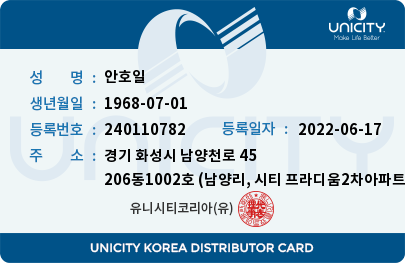 UNICITY
Make Life Better
성 명 : 안호일
생년월일 : 1968-07-01
등록번호 : 240110782 등록일자 : 2022-06-17
UNICITY
주 소 : 경기 화성시 남양천로 45
206동1002호 (남양리, 시티 프라디움2차아파트
유니시티코리아(유)
UNICITY KOREA DISTRIBUTOR CARD